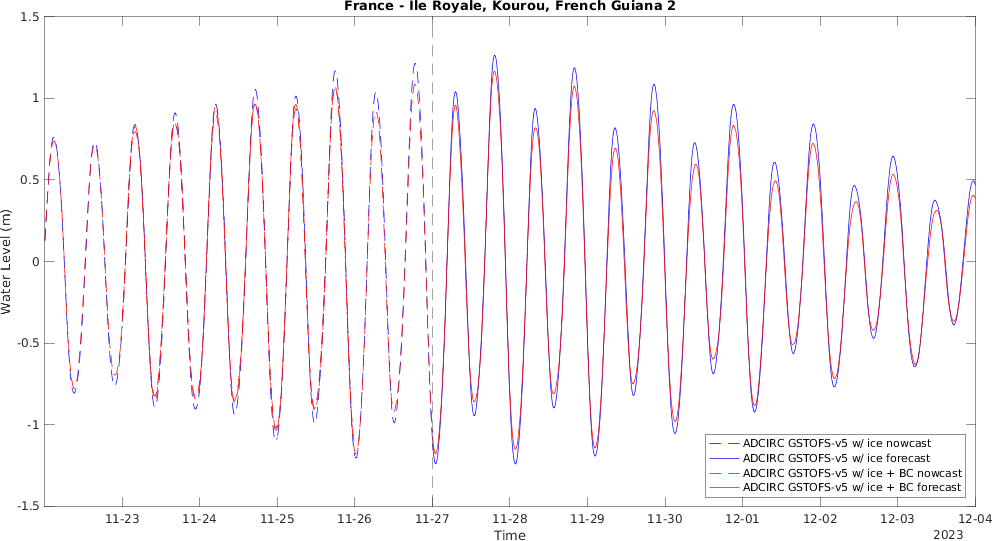 France - Ile Royale, Kourou, French Guiana 2
1.5
1
0.5
0
-0.5
-1
-1.5
Water Level (m)
ADCIRC GSTOFS-v5 w/ ice nowcast
ADCIRC GSTOFS-v5 w/ ice forecast
ADCIRC GSTOFS-v5 w/ ice + BC nowcast
ADCIRC GSTOFS-v5 w/ ice + BC forecast
11-23 11-24 11-25 11-26 11-27 11-28 11-29 11-30 12-01 12-02 12-03 12-04
Time
2023